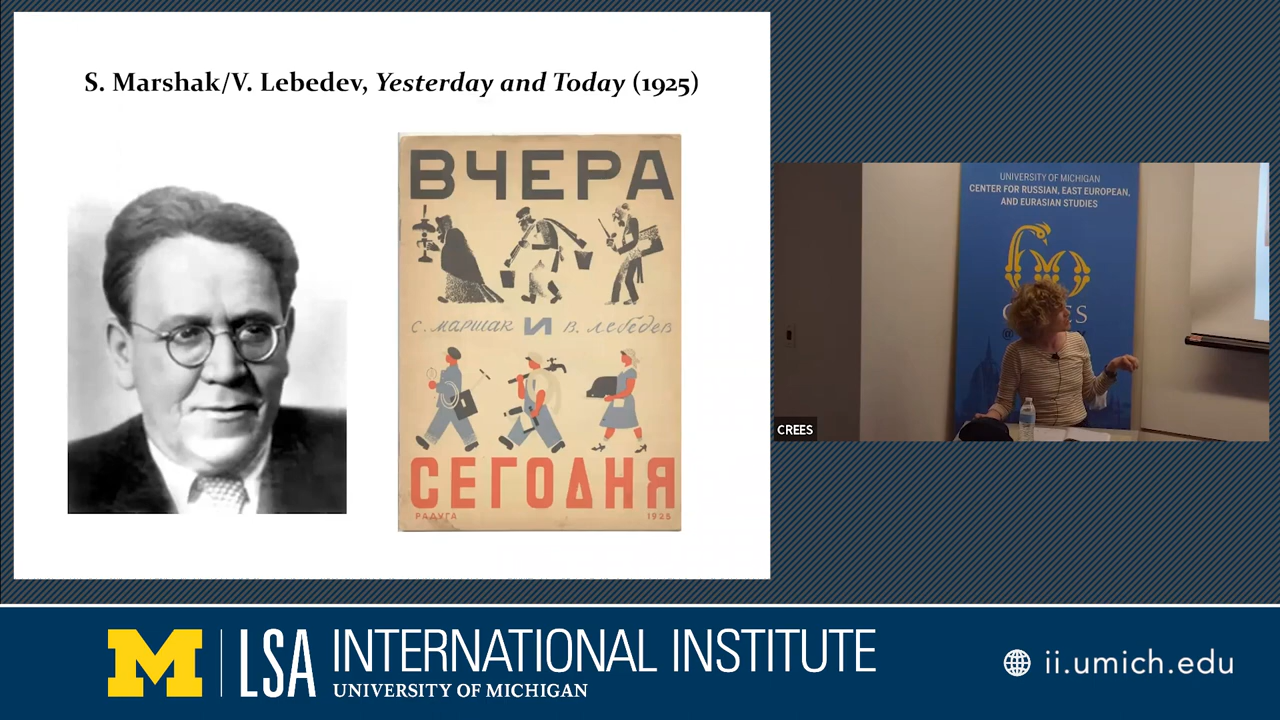 S. Marshak/V. Lebedev, Yesterday and Today (1925)
ВЧЕРА
С. Маршак И В. Лебедев
СЕГОДНЯ
РАДУГА 1925
UNIVERSITY OF MICHIGAN
CENTER FOR RUSSIAN, EAST EUROPEAN,
AND EURASIAN STUDIES
60
CREES
M LSA INTERNATIONAL INSTITUTE
UNIVERSITY OF MICHIGAN
ii.umich.edu